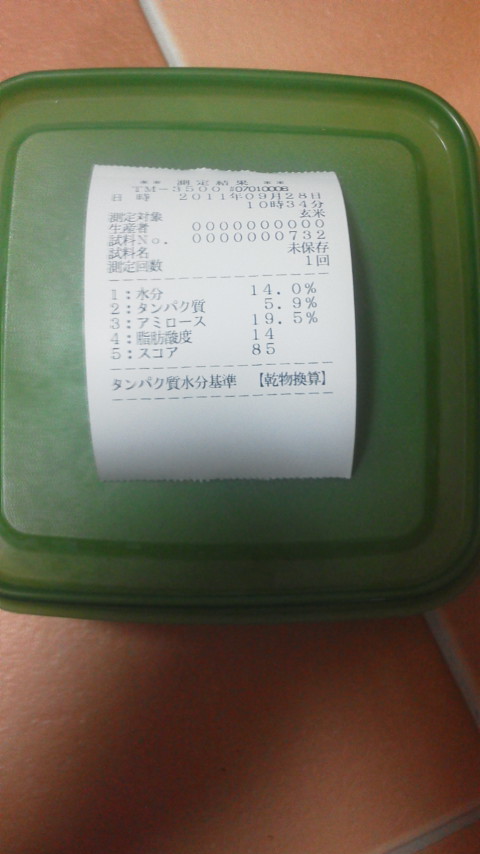 ** 測定結果 **
TM-3500 #07010008
日時 2011年09月28日
10時34分
測定対象 玄米
生産者 0000000000
試料No. 0000000732
試料名 未保存
測定回数 1回
1:水分 14.0%
2:タンパク質 5.9%
3:アミロース 19.5%
4:脂肪酸度 14
5:スコア 85
タンパク質水分基準 【乾物換算】